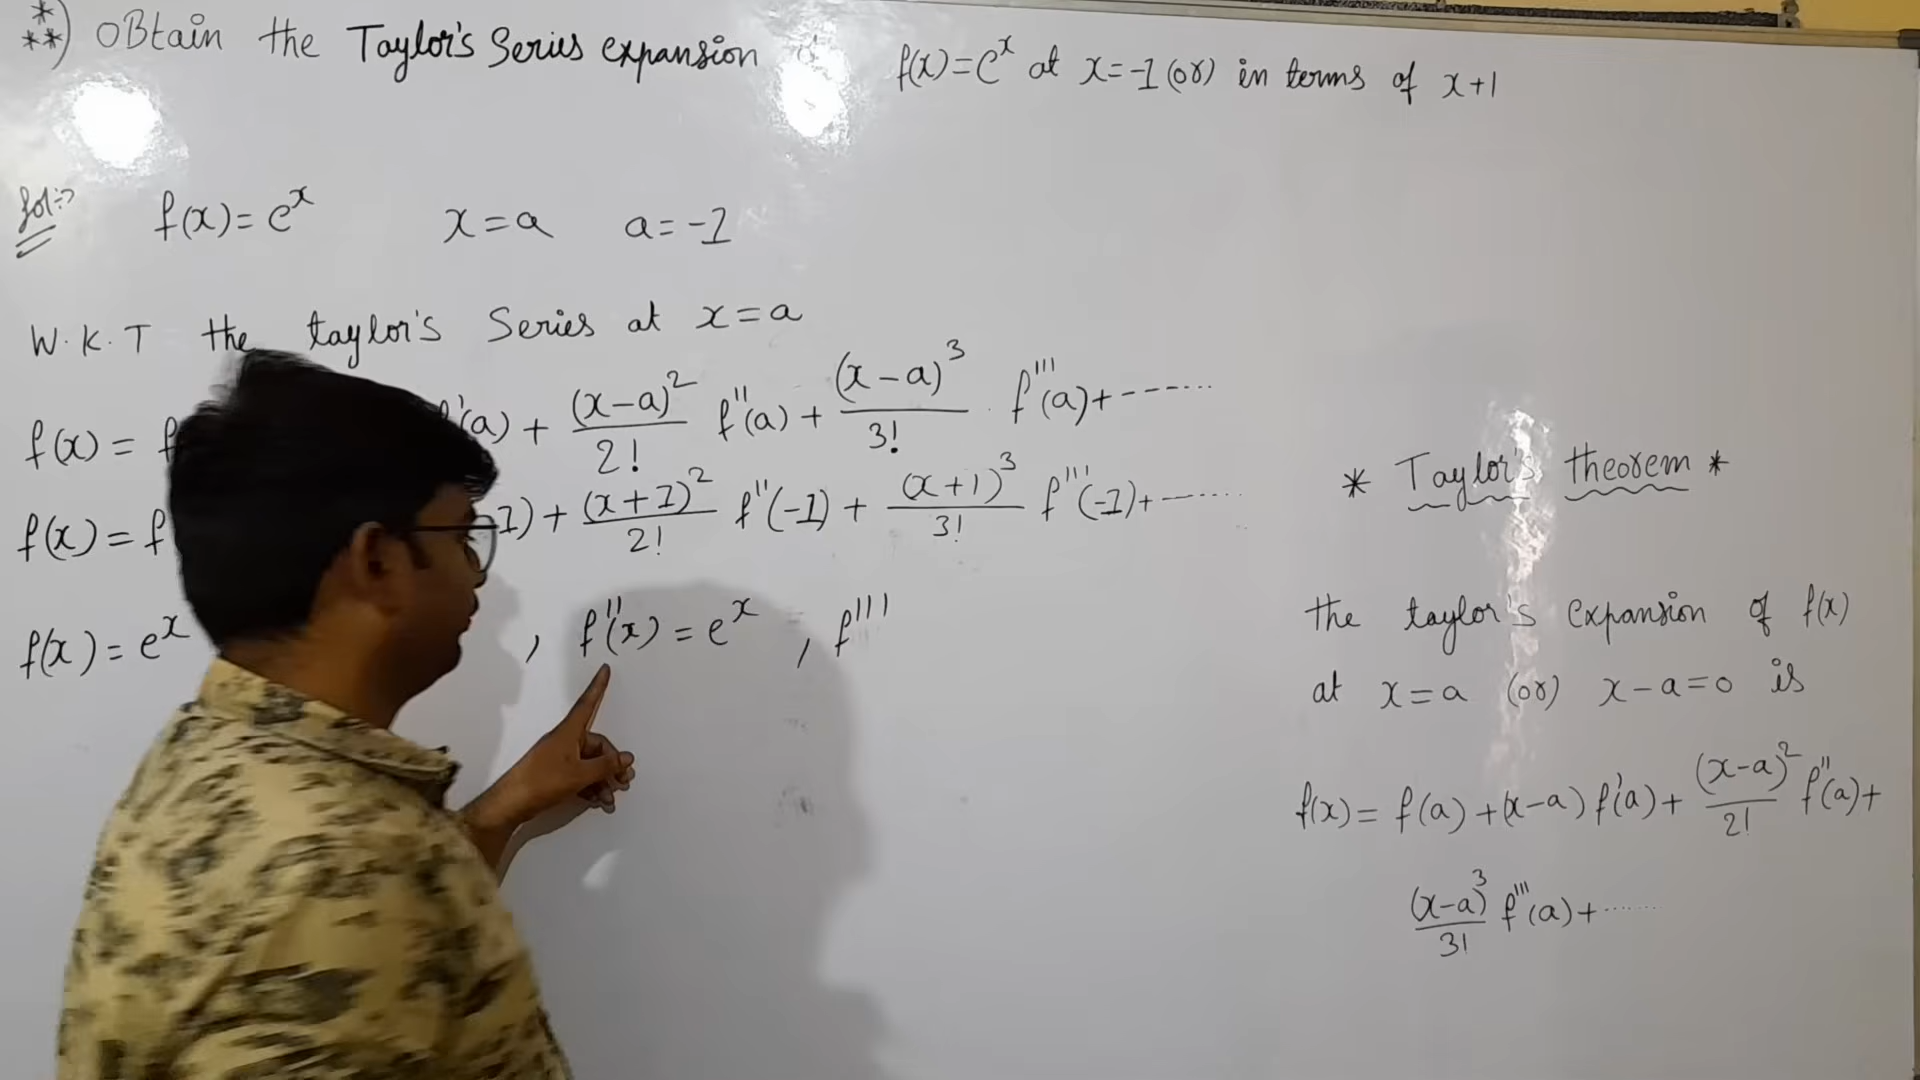 **) OBtain the Taylor's Series expansion f(x)=e^x at x=-1 (or) in terms of x+1
Sol:-> f(x)=e^x x=a a=-1
W.K.T the taylor's Series at x=a
f(x) = f'(a) + (x-a)^2/2! f''(a) + (x-a)^3/3! . f'''(a)+-------
f(x)=f -1)+ (x+1)^2/2! f''(-1) + (x+1)^3/3! f'''(-1)+-------
f(x)=e^x , f''(x) = e^x , f'''
* Taylor's theorem *
the taylor's expansion of f(x)
at x=a (or) x-a=0 is
f(x)= f(a)+(x-a) f'(a)+ (x-a)^2/2! f''(a)+
(x-a)^3/3! f'''(a)+.......